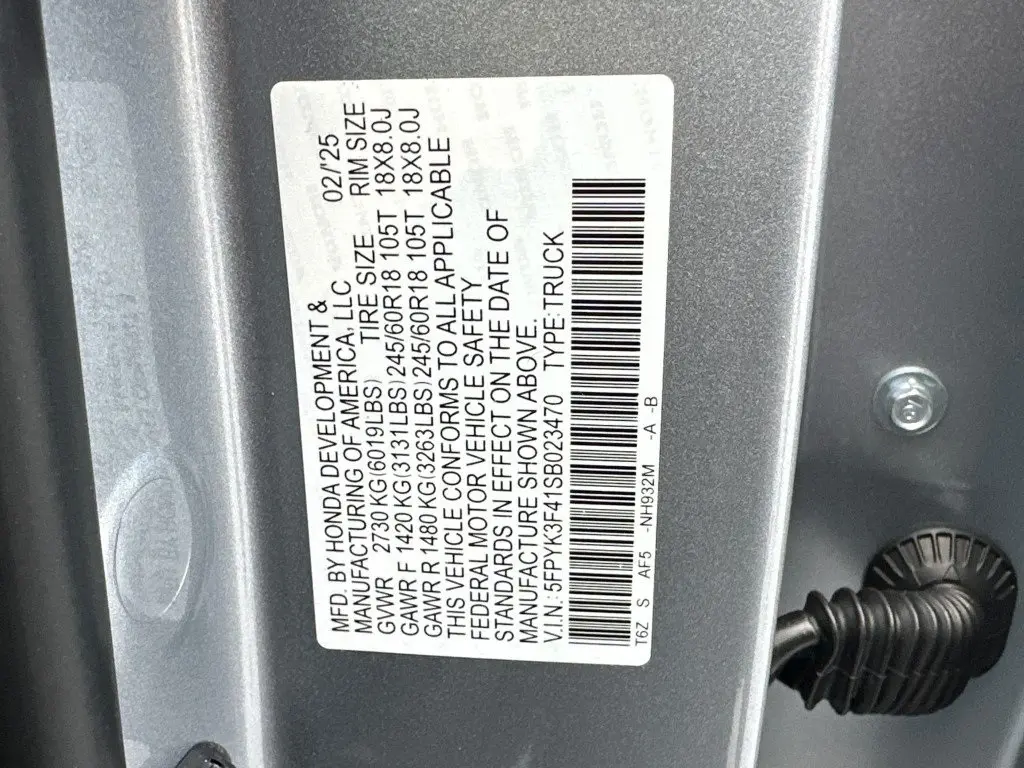 MFD. BY HONDA DEVELOPMENT &
MANUFACTURING OF AMERICA, LLC 02/'25
GVWR 2730 KG(6019LBS) TIRE SIZE RIM SIZE
GAWR F 1420 KG(3131LBS) 245/60R18 105T 18X8.0J
GAWR R 1480 KG(3263LBS) 245/60R18 105T 18X8.0J
THIS VEHICLE CONFORMS TO ALL APPLICABLE
FEDERAL MOTOR VEHICLE SAFETY
STANDARDS IN EFFECT ON THE DATE OF
MANUFACTURE SHOWN ABOVE.
V.I.N.: 5FPYK3F41SB023470 TYPE: TRUCK
T6Z S AF5 -NH932M -A -B